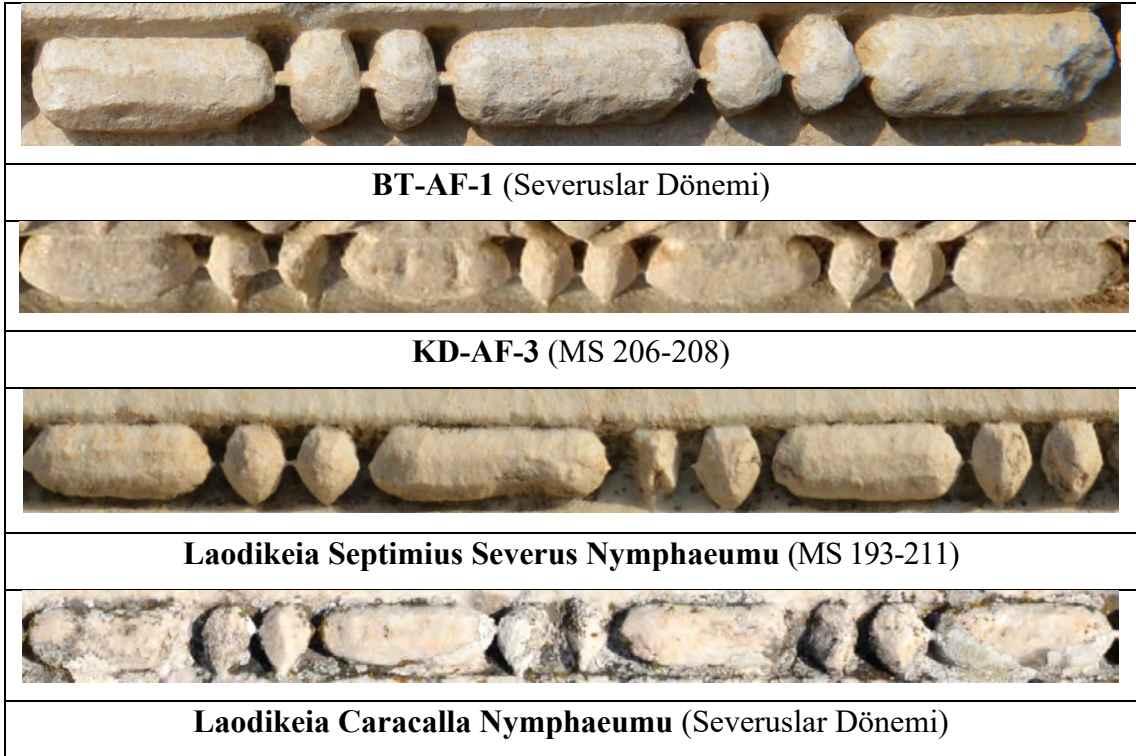 BT-AF-1 (Severuslar Dönemi)
KD-AF-3 (MS 206-208)
Laodikeia Septimius Severus Nymphaeumu (MS 193-211)
Laodikeia Caracalla Nymphaeumu (Severuslar Dönemi)